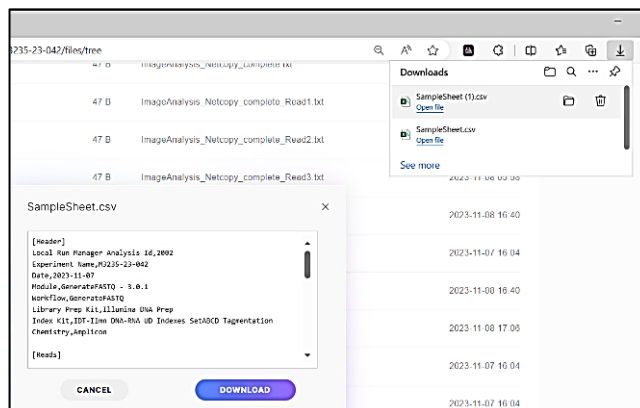 3235-23-042/files/tree
47 B ImageAnalysis_Netcopy_complete.txt
47 B ImageAnalysis_Netcopy_complete_Read1.txt
47 B ImageAnalysis_Netcopy_complete_Read2.txt
47 B ImageAnalysis_Netcopy_complete_Read3.txt
Downloads
SampleSheet (1).csv
Open file
SampleSheet.csv
Open file
See more
2023-11-08 05:58
2023-11-08 16:40
2023-11-07 16:04
2023-11-08 16:40
2023-11-08 17:06
2023-11-07 16:04
2023-11-07 16:04
SampleSheet.csv
[Header]
Local Run Manager Analysis Id,2002
Experiment Name,M3235-23-042
Date,2023-11-07
Module,GenerateFASTQ - 3.0.1
Workflow,GenerateFASTQ
Library Prep Kit,Illumina DNA Prep
Index Kit,IDT-Ilmn DNA-RNA UD Indexes SetABCD Tagmentation
Chemistry,Amplicon
[Reads]
CANCEL
DOWNLOAD